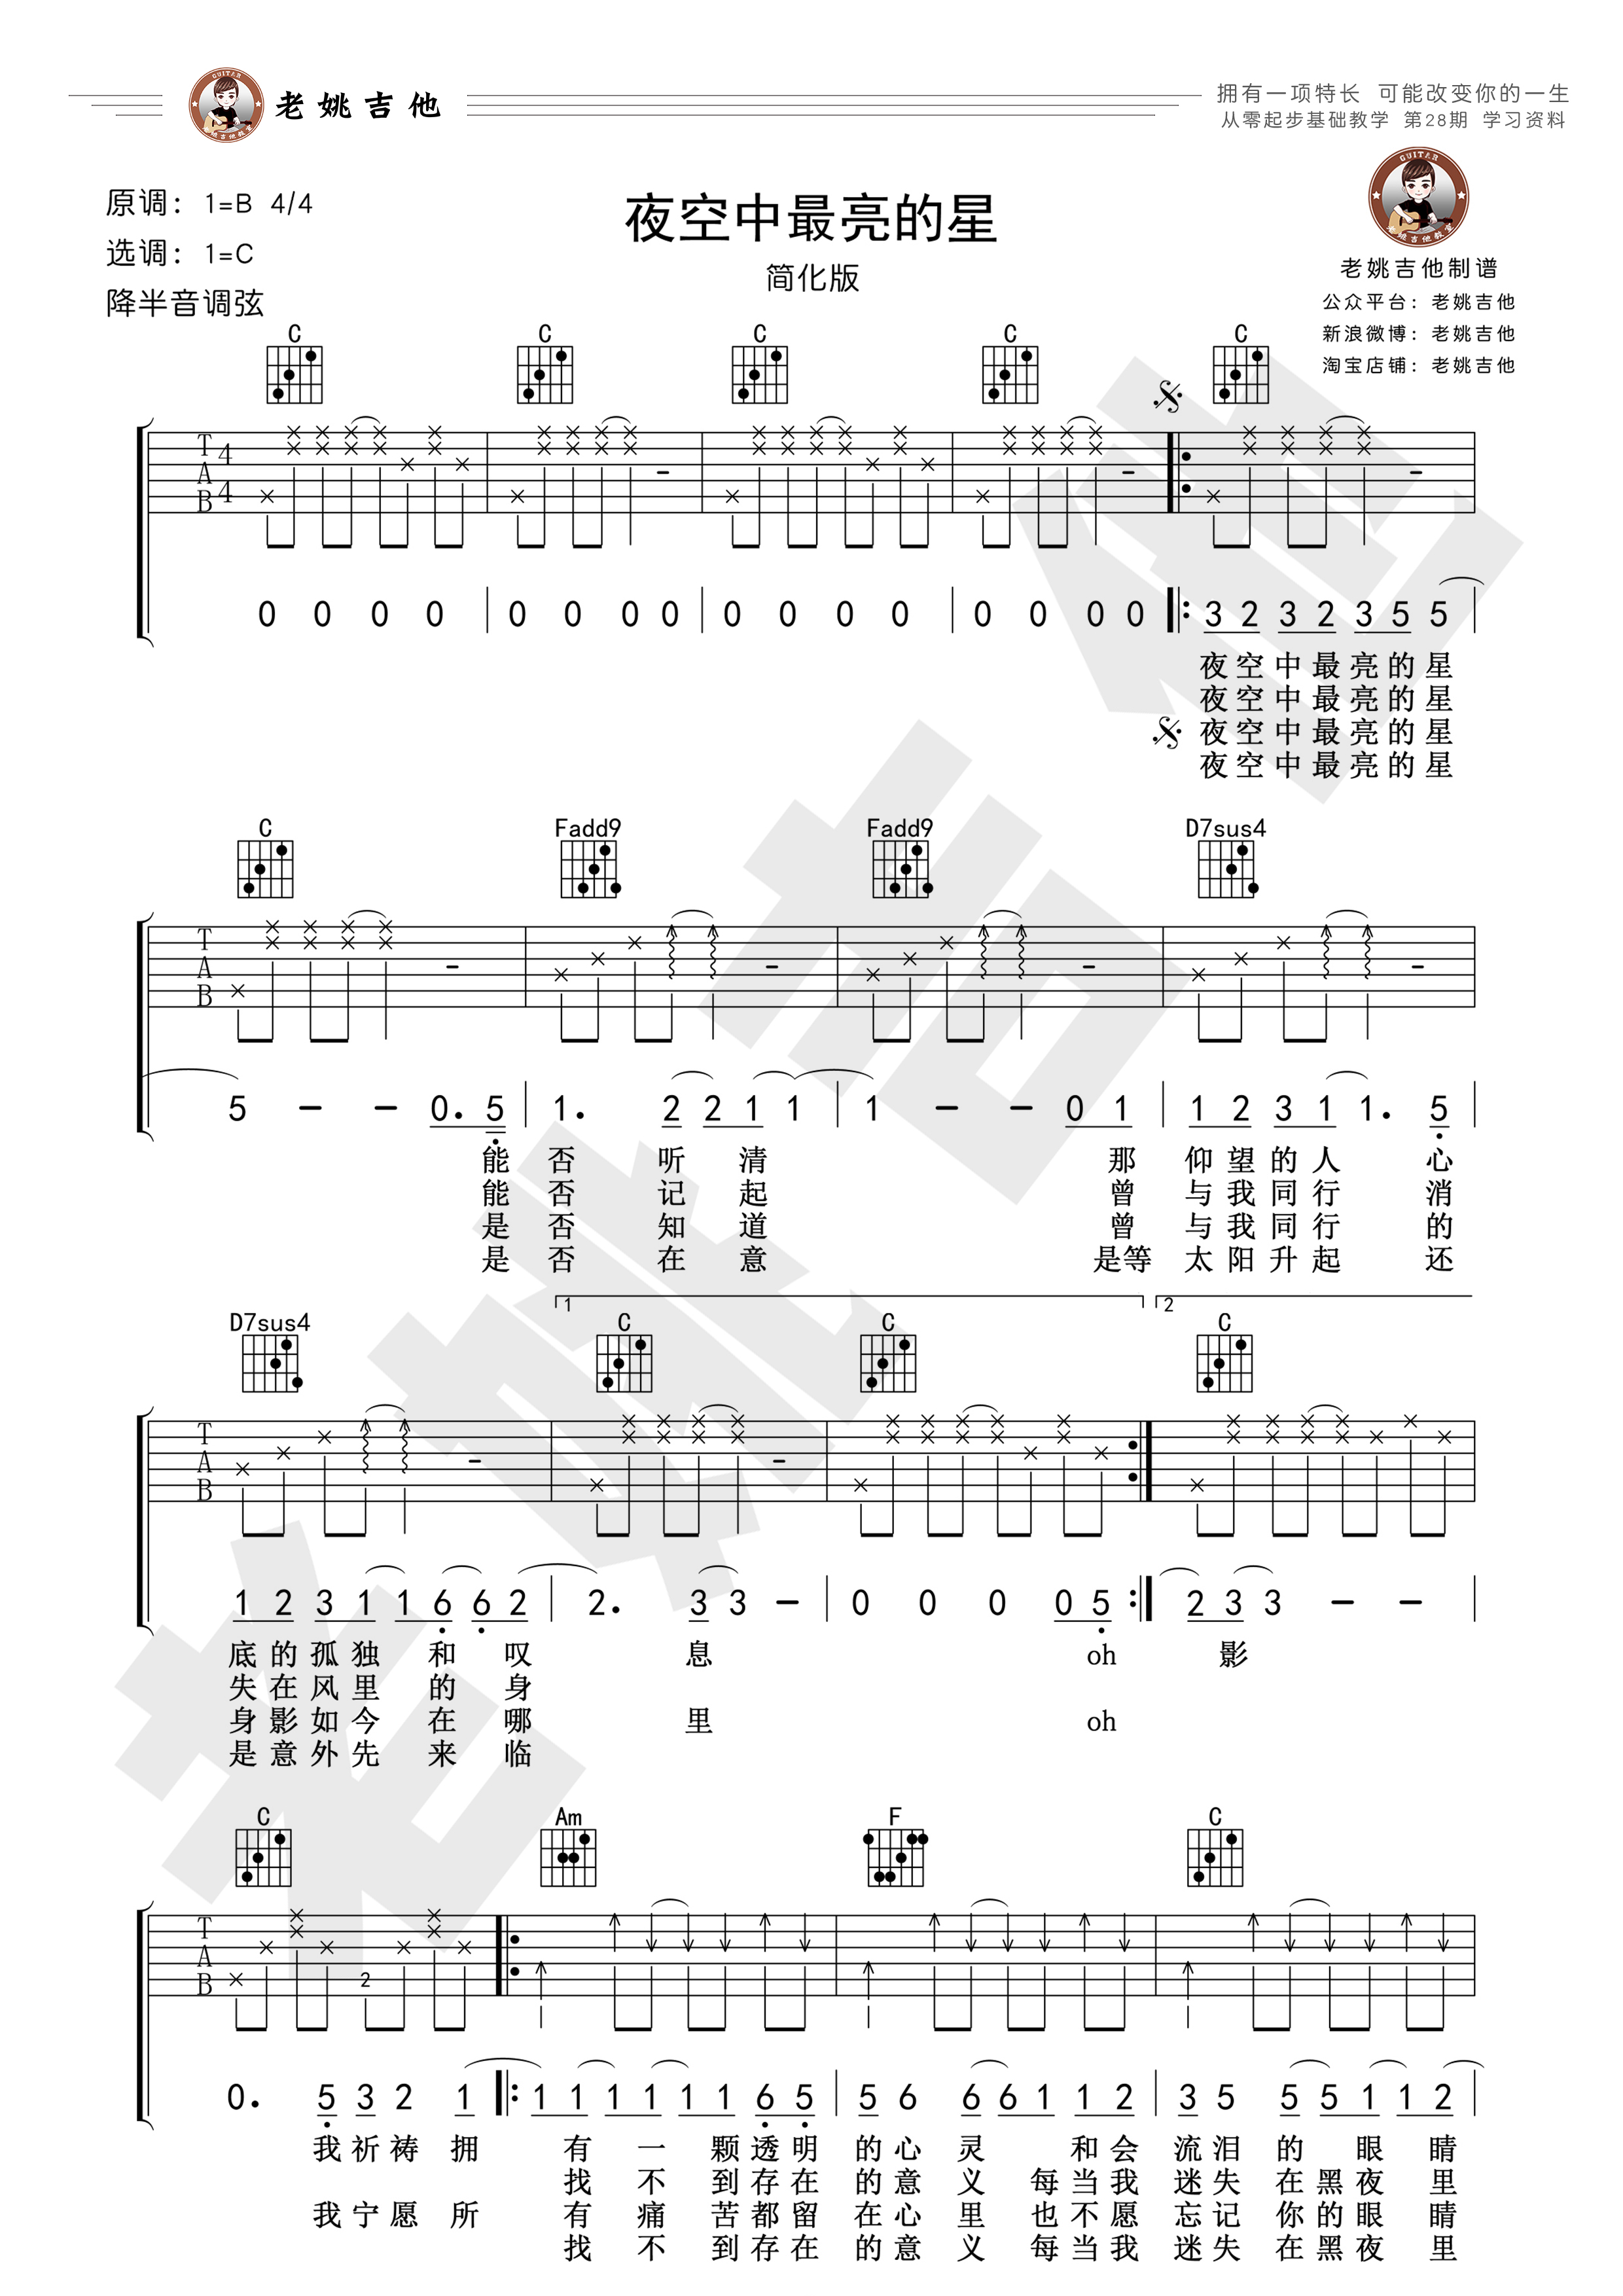 老姚吉他
拥有一项特长 可能改变你的一生
从零起步基础教学 第28期 学习资料
原调：1=B 4/4
选调：1=C
降半音调弦
夜空中最亮的星
简化版
老姚吉他制谱
公众平台：老姚吉他
新浪微博：老姚吉他
淘宝店铺：老姚吉他
C C C C C
T A B 4 4
0 0 0 0 | 0 0 0 0 | 0 0 0 0 | 0 0 0 0 |: 3 2 3 2 3 5 5 |
夜空中最亮的星
夜空中最亮的星
夜空中最亮的星
夜空中最亮的星
C Fadd9 Fadd9 D7sus4
T A B
5 – – 0. 5 | 1. 2 2 1 1 | 1 – – 0 1 | 1 2 3 1 1. 5 |
能 否 听 清 那 仰 望 的 人 心
能 否 记 起 曾 与 我 同 行 消
是 否 知 道 曾 与 我 同 行 的
是 否 在 意 是等 太 阳 升 起 还
1 2
D7sus4 C C C
T A B
1 2 3 1 1 6 6 2 | 2. 3 3 – | 0 0 0 0 5 :| 2 3 3 – – |
底 的 孤 独 和 叹 息 oh 影
失 在 风 里 的 身
身 影 如 今 在 哪 里 oh
是 意 外 先 来 临
C Am F C
T A B 2
0. 5 3 2 1 |: 1 1 1 1 1 1 6 5 | 5 6 6 6 1 1 2 | 3 5 5 5 1 1 2 |
我 祈 祷 拥 有 一 颗 透 明 的 心 灵 和 会 流 泪 的 眼 睛
找 不 到 存 在 的 意 义 每 当 我 迷 失 在 黑 夜 里
我 宁 愿 所 有 痛 苦 都 留 在 心 里 也 不 愿 忘 记 你 的 眼 睛
找 不 到 存 在 的 意 义 每 当 我 迷 失 在 黑 夜 里